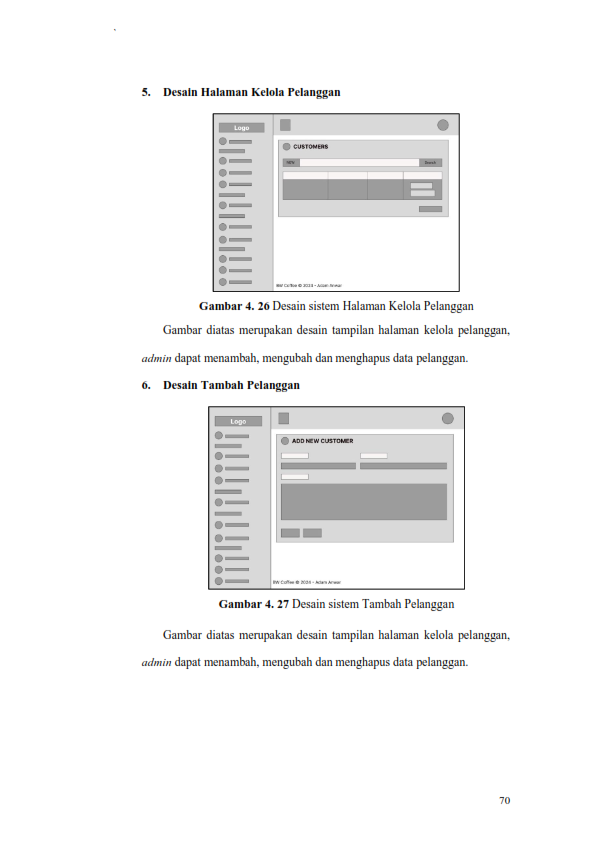 5. Desain Halaman Kelola Pelanggan
Logo
CUSTOMERS
NEW
Search
BW Coffee © 2024 - Adam Anwar
Gambar 4. 26 Desain sistem Halaman Kelola Pelanggan
Gambar diatas merupakan desain tampilan halaman kelola pelanggan,
admin dapat menambah, mengubah dan menghapus data pelanggan.
6. Desain Tambah Pelanggan
Logo
ADD NEW CUSTOMER
BW Coffee © 2024 - Adam Anwar
Gambar 4. 27 Desain sistem Tambah Pelanggan
Gambar diatas merupakan desain tampilan halaman kelola pelanggan,
admin dapat menambah, mengubah dan menghapus data pelanggan.
70